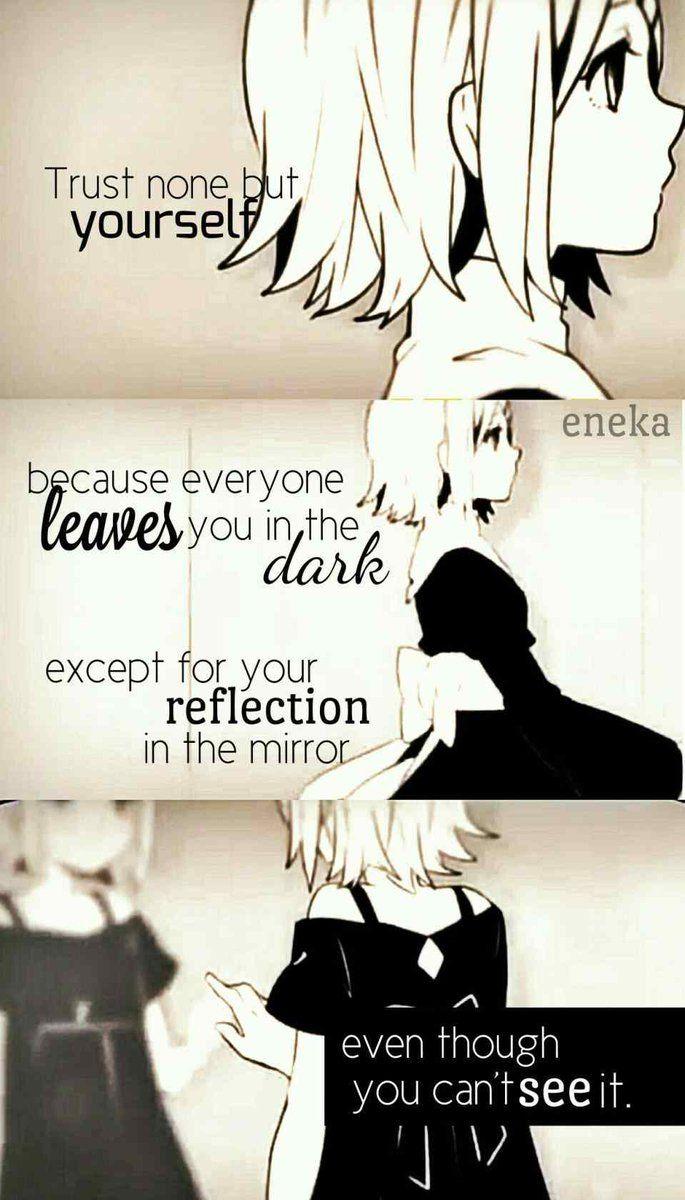 Trust none but
yourself
eneka
because everyone
leaves you in the
dark
except for your
reflection
in the mirror
even though
you can't see it.